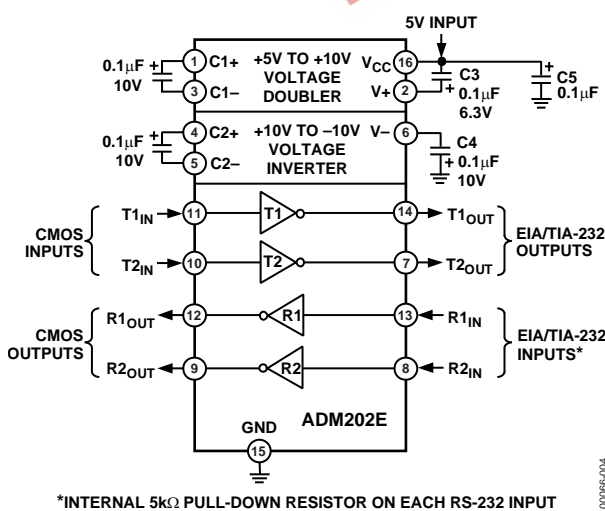 5V INPUT
0.1μF
10V
+
1
C1+
3
C1–
+5V TO +10V
VOLTAGE
DOUBLER
VCC
16
V+
2
+
C3
0.1μF
6.3V
+
C5
0.1μF
0.1μF
10V
+
4
C2+
5
C2–
+10V TO –10V
VOLTAGE
INVERTER
V–
6
C4
+
0.1μF
10V
CMOS
INPUTS
T1IN
11
T1
14
T1OUT
T2IN
10
T2
7
T2OUT
EIA/TIA-232
OUTPUTS
CMOS
OUTPUTS
R1OUT
12
R1
13
R1IN
R2OUT
9
R2
8
R2IN
EIA/TIA-232
INPUTS*
GND
15
ADM202E
*INTERNAL 5kΩ PULL-DOWN RESISTOR ON EACH RS-232 INPUT
00066-004